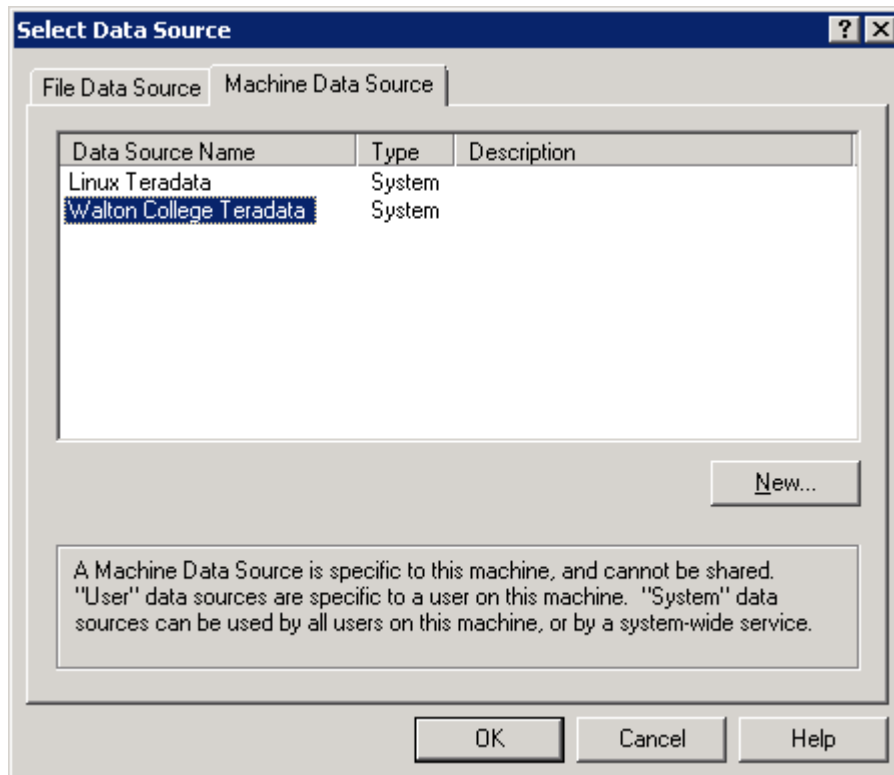 Select Data Source
File Data Source Machine Data Source
Data Source Name Type Description
Linux Teradata System
Walton College Teradata System
New...
A Machine Data Source is specific to this machine, and cannot be shared.
"User" data sources are specific to a user on this machine. "System" data
sources can be used by all users on this machine, or by a system-wide service.
OK Cancel Help